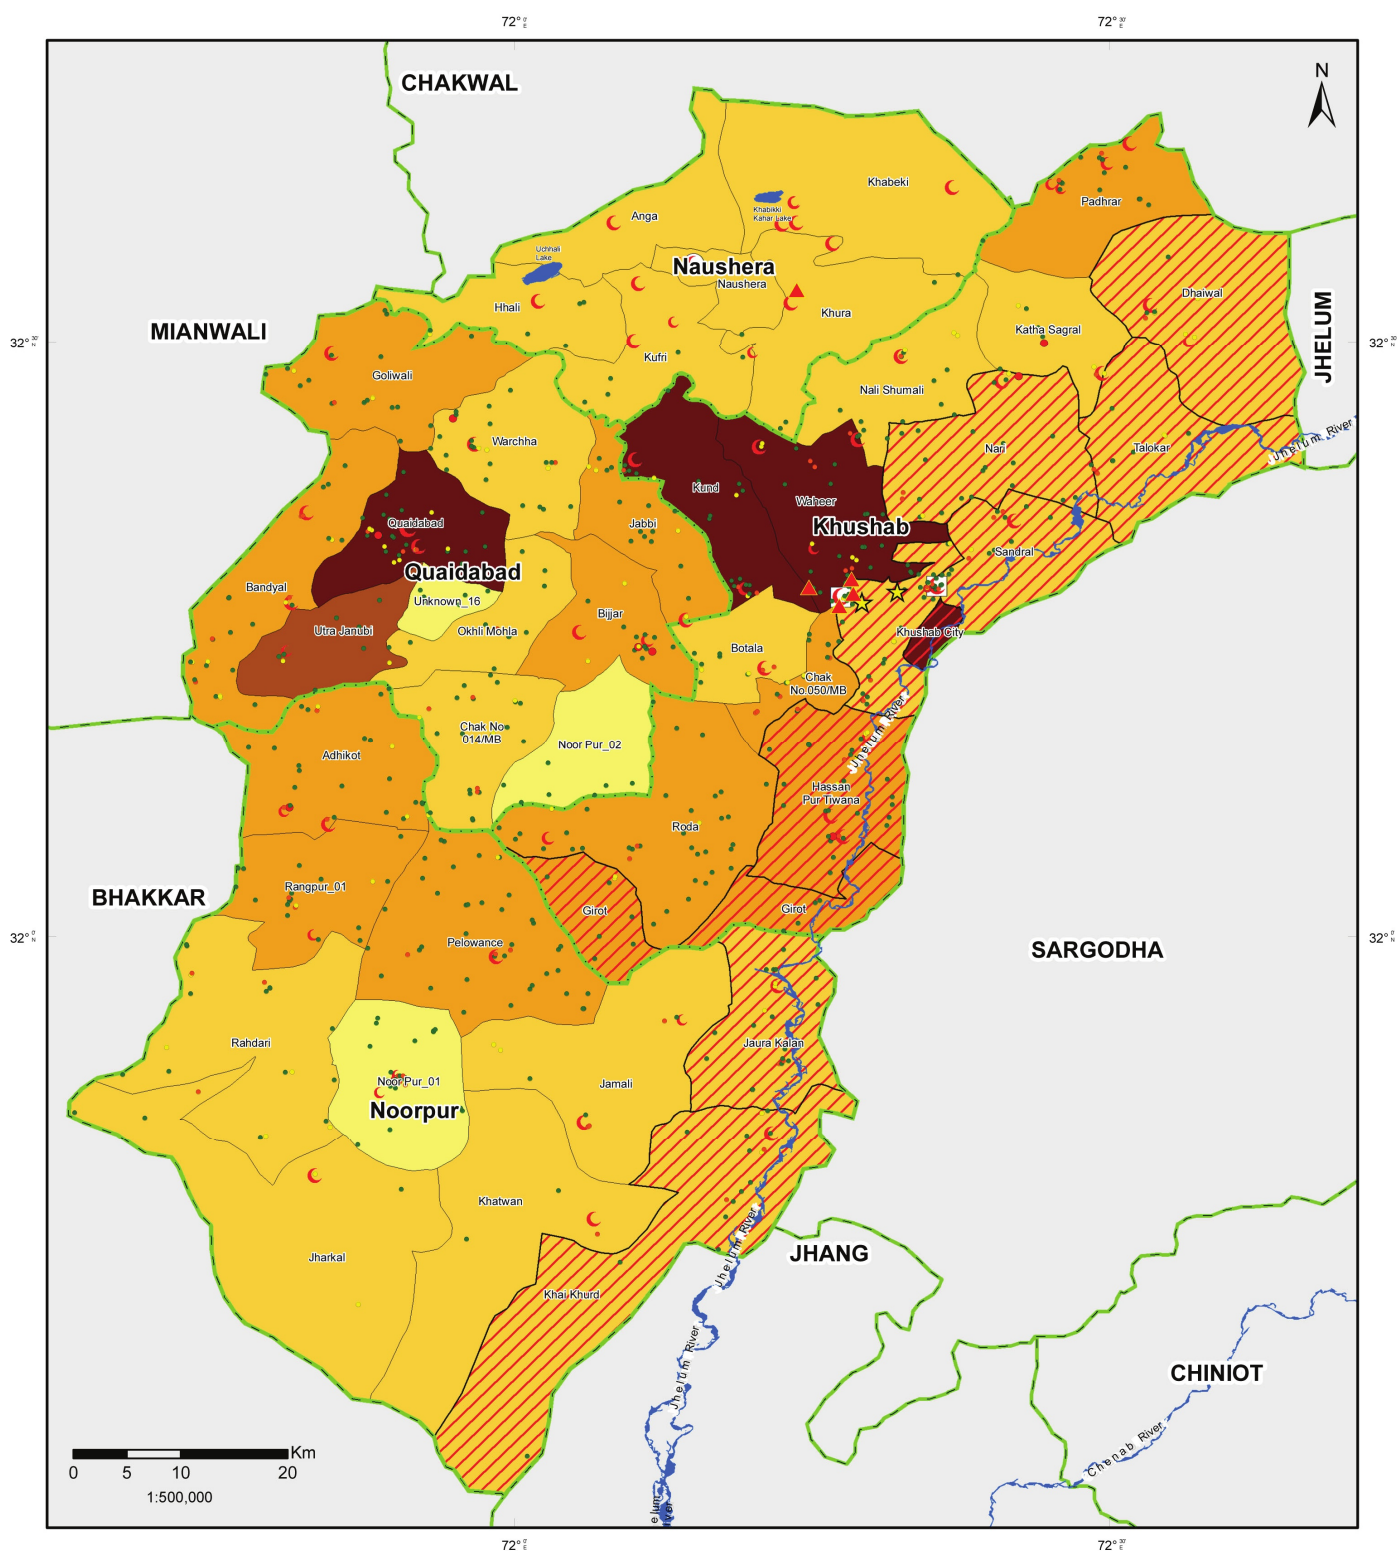 72° 0' E
72° 30' E
CHAKWAL
N
Khabeki
Padhrar
Khabikki
Kahar Lake
Anga
Uchhali
Lake
Naushera
Naushera
Dhaiwal
Hhali
Khura
MIANWALI
Katha Sagral
JHELUM
32° 30' N
32° 30' N
Kufri
Goliwali
Nali Shumali
Warchha
Jhelum River
Nari
Talokar
Kund
Waheer
Quaidabad
Jabbi
Khushab
Sandral
Quaidabad
Bandyal
Unknown_16
Bijjar
Utra Janubi
Okhli Mohla
Khushab City
Botala
Chak
No.050/MB
Jhelum River
Chak No
014/MB
Noor Pur_02
Adhikot
Hassan
Pur Tiwana
Roda
Rangpur_01
BHAKKAR
Girot
Girot
32° 0' N
32° 0' N
Pelowance
SARGODHA
Rahdari
Jaura Kalan
Noor Pur_01
Jamali
Noorpur
Khatwan
Jhelum River
JHANG
Jharkal
Khai Khurd
Jhelum River
CHINIOT
Chenab River
Km
0 5 10 20
1:500,000
elum
iver
72° 0' E
72° 30' E